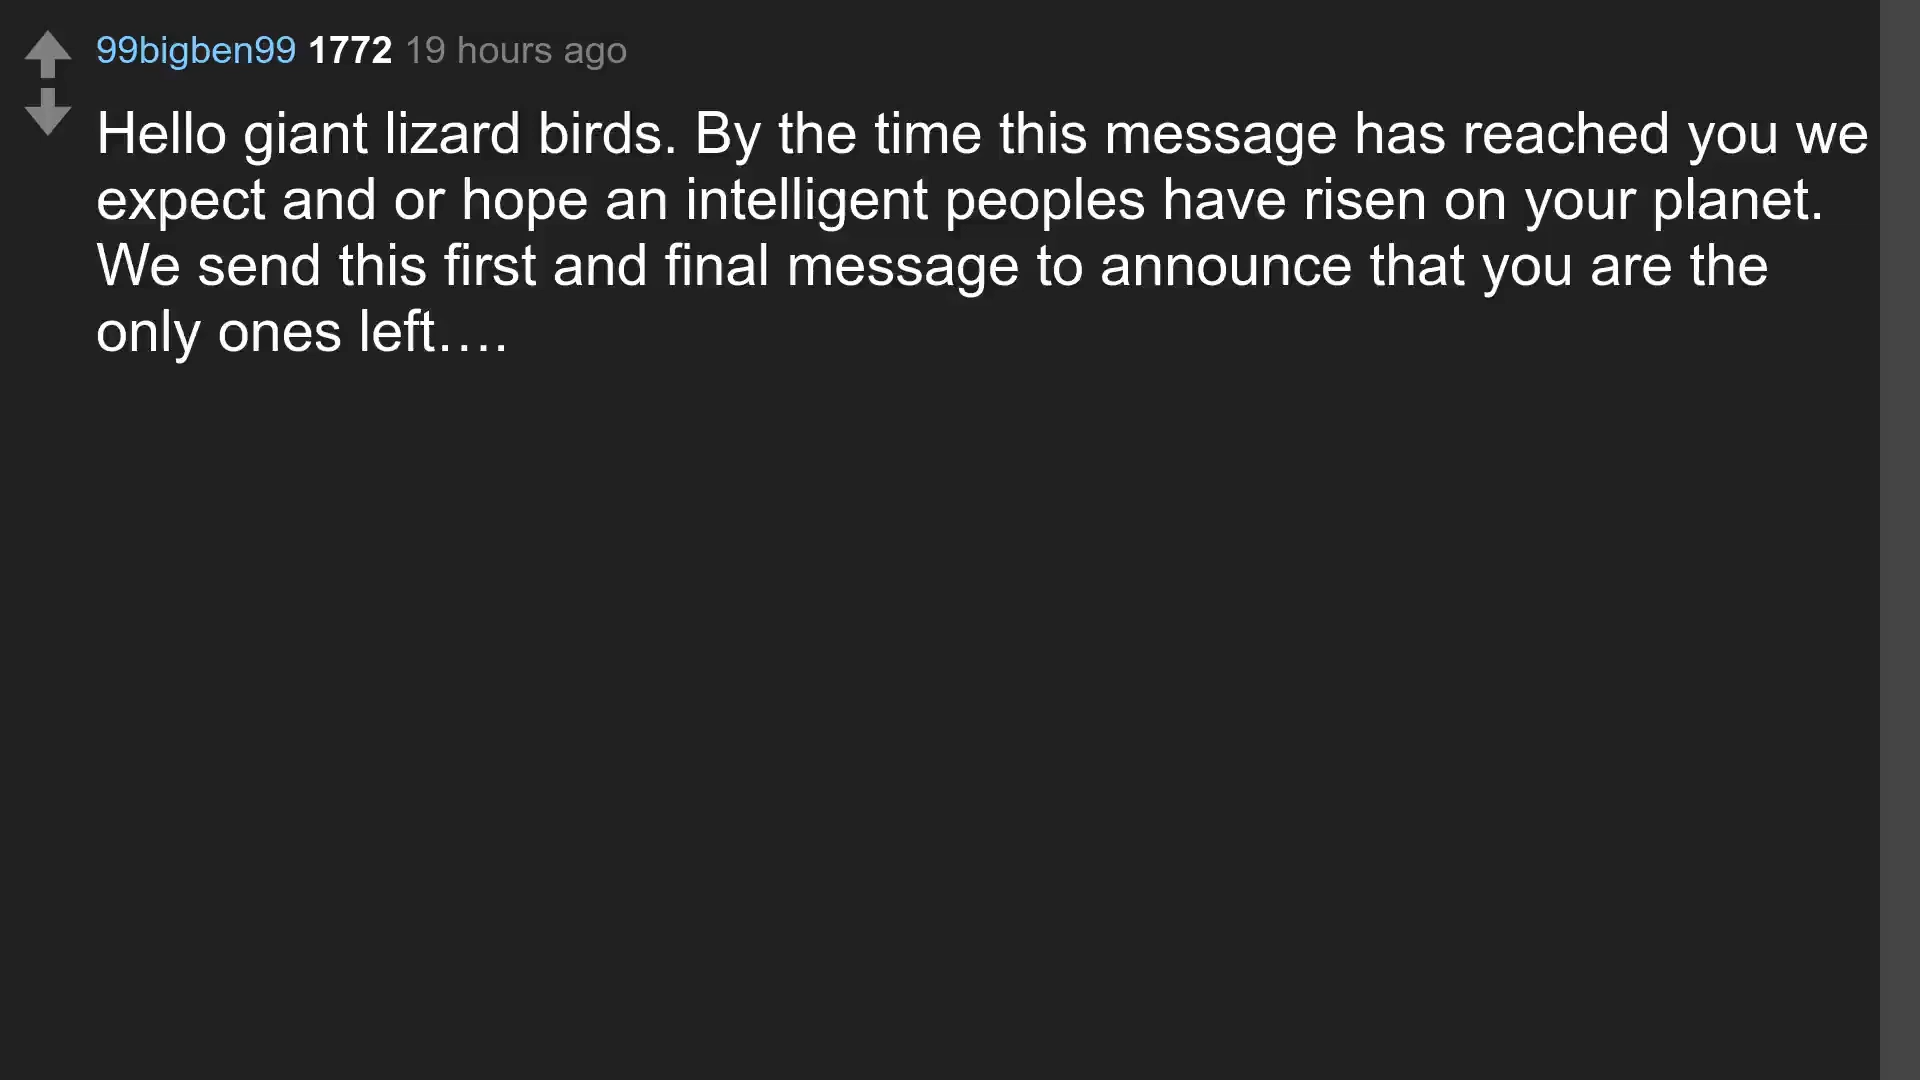 99bigben99 1772 19 hours ago
Hello giant lizard birds. By the time this message has reached you we
expect and or hope an intelligent peoples have risen on your planet.
We send this first and final message to announce that you are the
only ones left….